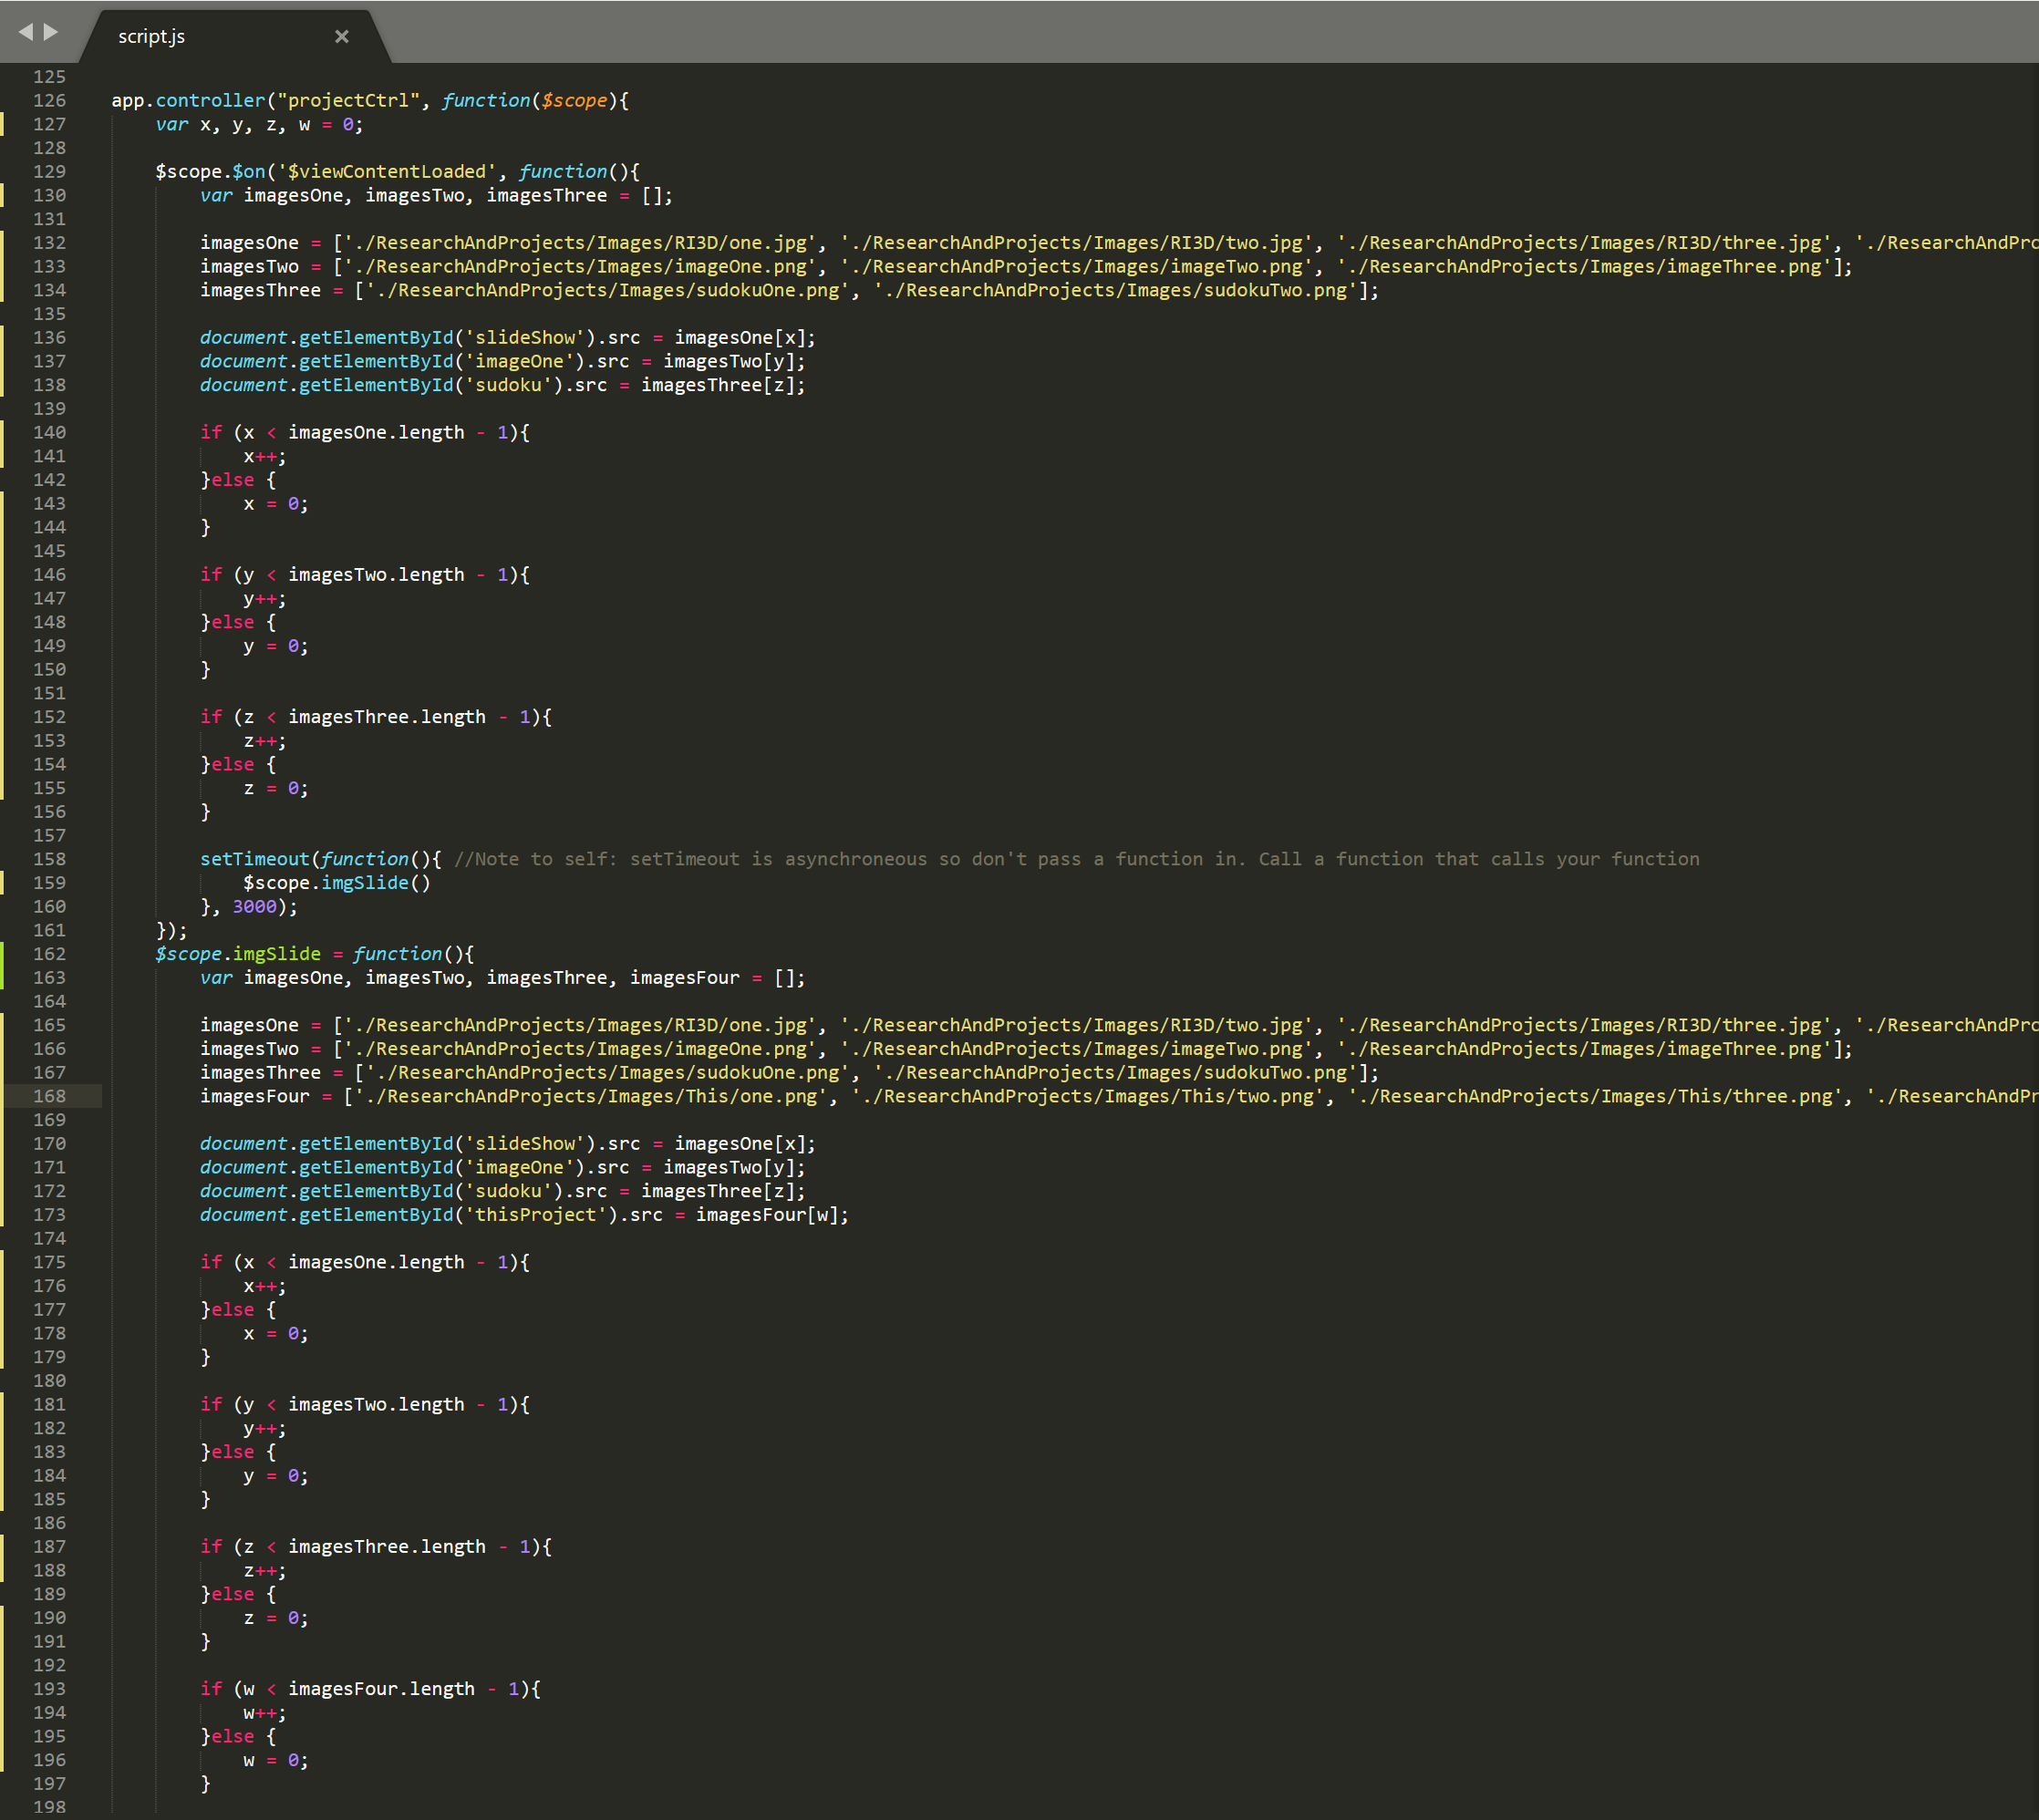 script.js ×
125
126 app.controller("projectCtrl", function($scope){
127 var x, y, z, w = 0;
128
129 $scope.$on('$viewContentLoaded', function(){
130 var imagesOne, imagesTwo, imagesThree = [];
131
132 imagesOne = ['./ResearchAndProjects/Images/RI3D/one.jpg', './ResearchAndProjects/Images/RI3D/two.jpg', './ResearchAndProjects/Images/RI3D/three.jpg', './ResearchAndPro
133 imagesTwo = ['./ResearchAndProjects/Images/imageOne.png', './ResearchAndProjects/Images/imageTwo.png', './ResearchAndProjects/Images/imageThree.png'];
134 imagesThree = ['./ResearchAndProjects/Images/sudokuOne.png', './ResearchAndProjects/Images/sudokuTwo.png'];
135
136 document.getElementById('slideShow').src = imagesOne[x];
137 document.getElementById('imageOne').src = imagesTwo[y];
138 document.getElementById('sudoku').src = imagesThree[z];
139
140 if (x < imagesOne.length - 1){
141 x++;
142 }else {
143 x = 0;
144 }
145
146 if (y < imagesTwo.length - 1){
147 y++;
148 }else {
149 y = 0;
150 }
151
152 if (z < imagesThree.length - 1){
153 z++;
154 }else {
155 z = 0;
156 }
157
158 setTimeout(function(){ //Note to self: setTimeout is asynchroneous so don't pass a function in. Call a function that calls your function
159 $scope.imgSlide()
160 }, 3000);
161 });
162 $scope.imgSlide = function(){
163 var imagesOne, imagesTwo, imagesThree, imagesFour = [];
164
165 imagesOne = ['./ResearchAndProjects/Images/RI3D/one.jpg', './ResearchAndProjects/Images/RI3D/two.jpg', './ResearchAndProjects/Images/RI3D/three.jpg', './ResearchAndPro
166 imagesTwo = ['./ResearchAndProjects/Images/imageOne.png', './ResearchAndProjects/Images/imageTwo.png', './ResearchAndProjects/Images/imageThree.png'];
167 imagesThree = ['./ResearchAndProjects/Images/sudokuOne.png', './ResearchAndProjects/Images/sudokuTwo.png'];
168 imagesFour = ['./ResearchAndProjects/Images/This/one.png', './ResearchAndProjects/Images/This/two.png', './ResearchAndProjects/Images/This/three.png', './ResearchAndPr
169
170 document.getElementById('slideShow').src = imagesOne[x];
171 document.getElementById('imageOne').src = imagesTwo[y];
172 document.getElementById('sudoku').src = imagesThree[z];
173 document.getElementById('thisProject').src = imagesFour[w];
174
175 if (x < imagesOne.length - 1){
176 x++;
177 }else {
178 x = 0;
179 }
180
181 if (y < imagesTwo.length - 1){
182 y++;
183 }else {
184 y = 0;
185 }
186
187 if (z < imagesThree.length - 1){
188 z++;
189 }else {
190 z = 0;
191 }
192
193 if (w < imagesFour.length - 1){
194 w++;
195 }else {
196 w = 0;
197 }
198